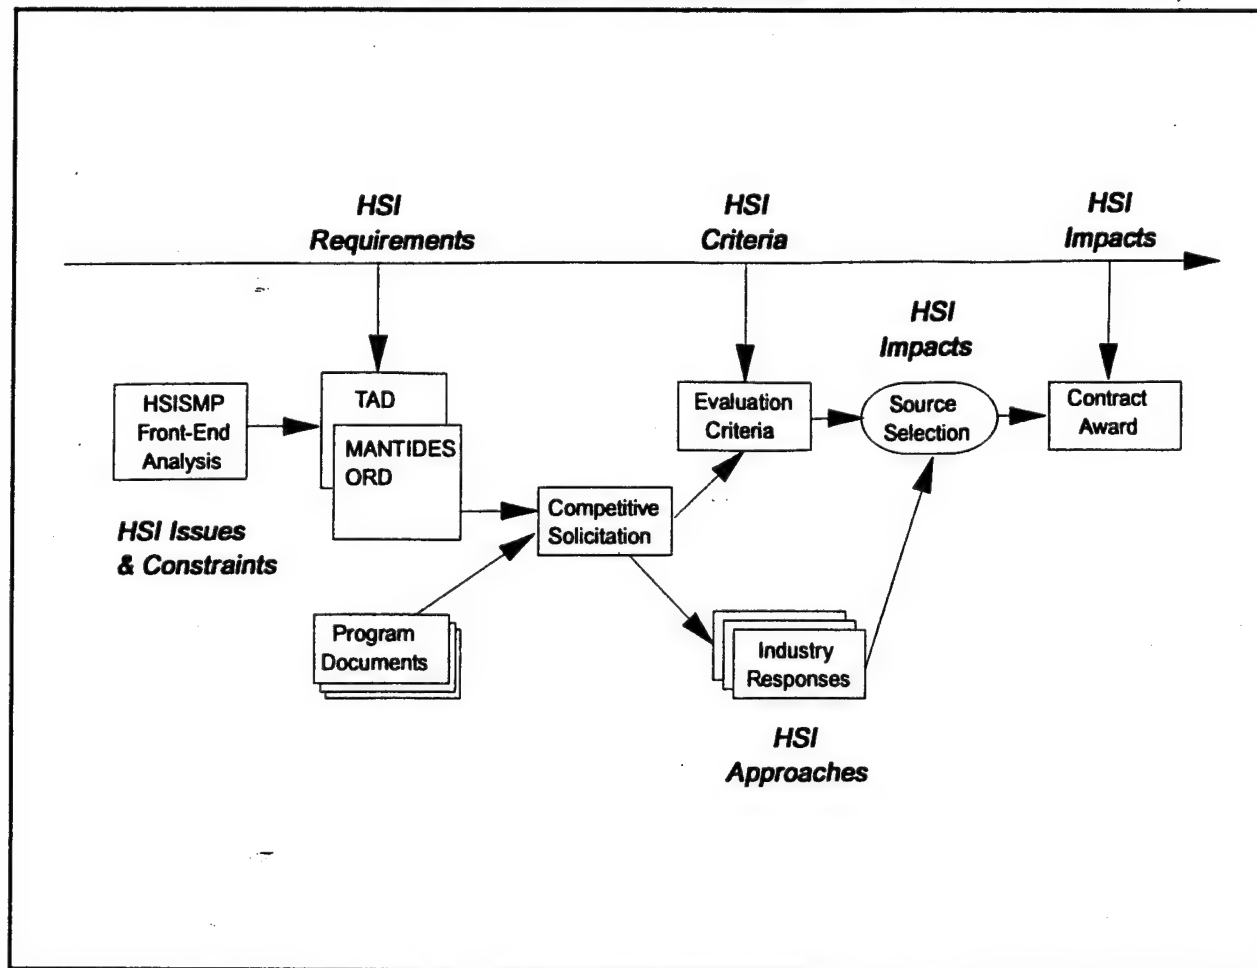 HSI
Requirements
HSI
Criteria
HSI
Impacts
HSI
Impacts
HSISMP
Front-End
Analysis
TAD
MANTIDES
ORD
Evaluation
Criteria
Source
Selection
Contract
Award
HSI Issues
& Constraints
Competitive
Solicitation
Program
Documents
Industry
Responses
HSI
Approaches